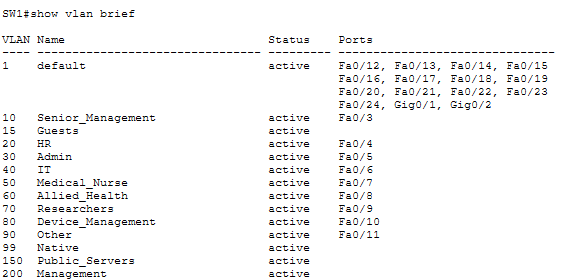 SW1#show vlan brief
VLAN Name                             Status    Ports
---- -------------------------------- --------- -------------------------------
1    default                          active    Fa0/12, Fa0/13, Fa0/14, Fa0/15
                                                Fa0/16, Fa0/17, Fa0/18, Fa0/19
                                                Fa0/20, Fa0/21, Fa0/22, Fa0/23
                                                Fa0/24, Gig0/1, Gig0/2
10   Senior_Management                active    Fa0/3
15   Guests                           active
20   HR                               active    Fa0/4
30   Admin                            active    Fa0/5
40   IT                               active    Fa0/6
50   Medical_Nurse                    active    Fa0/7
60   Allied_Health                    active    Fa0/8
70   Researchers                      active    Fa0/9
80   Device_Management                active    Fa0/10
90   Other                            active    Fa0/11
99   Native                           active
150  Public_Servers                   active
200  Management                       active